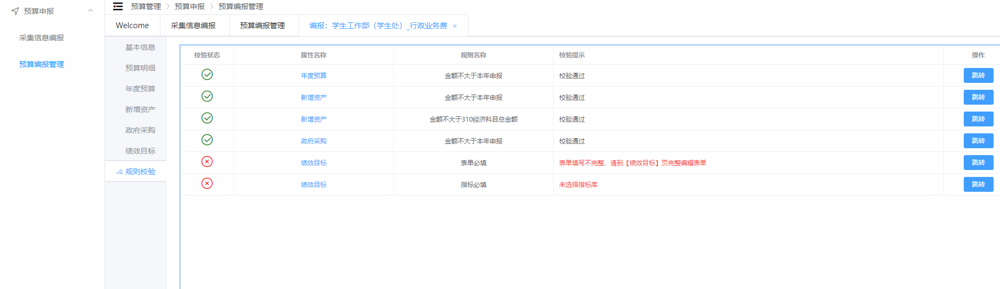 预算申报
采集信息编报
预算编报管理
预算管理 > 预算申报 > 预算编报管理
Welcome 采集信息编报 预算编报管理 编报：学生工作部（学生处）_行政业务费 ×
基本信息
预算明细
年度预算
新增资产
政府采购
绩效目标
规则校验
校验状态 属性名称 规则名称 校验提示 操作
年度预算 金额不大于本年申报 校验通过 跳转
新增资产 金额不大于本年申报 校验通过 跳转
新增资产 金额不大于310经济科目总金额 校验通过 跳转
政府采购 金额不大于本年申报 校验通过 跳转
绩效目标 表单必填 表单填写不完整，请到【绩效目标】页完整编辑表单 跳转
绩效目标 指标必填 未选择指标库 跳转